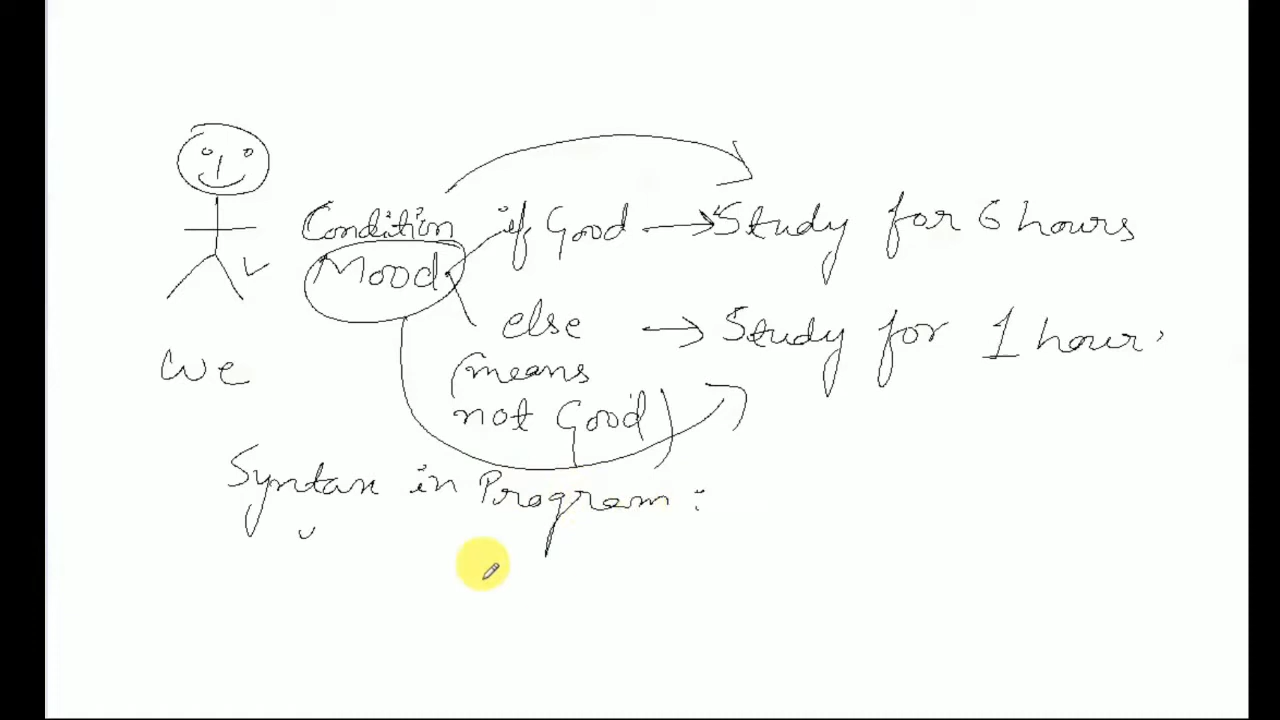 Condition if Good → Study for 6 hours
Mood
else → Study for 1 hour
we (means
not Good)
Syntax in Program :